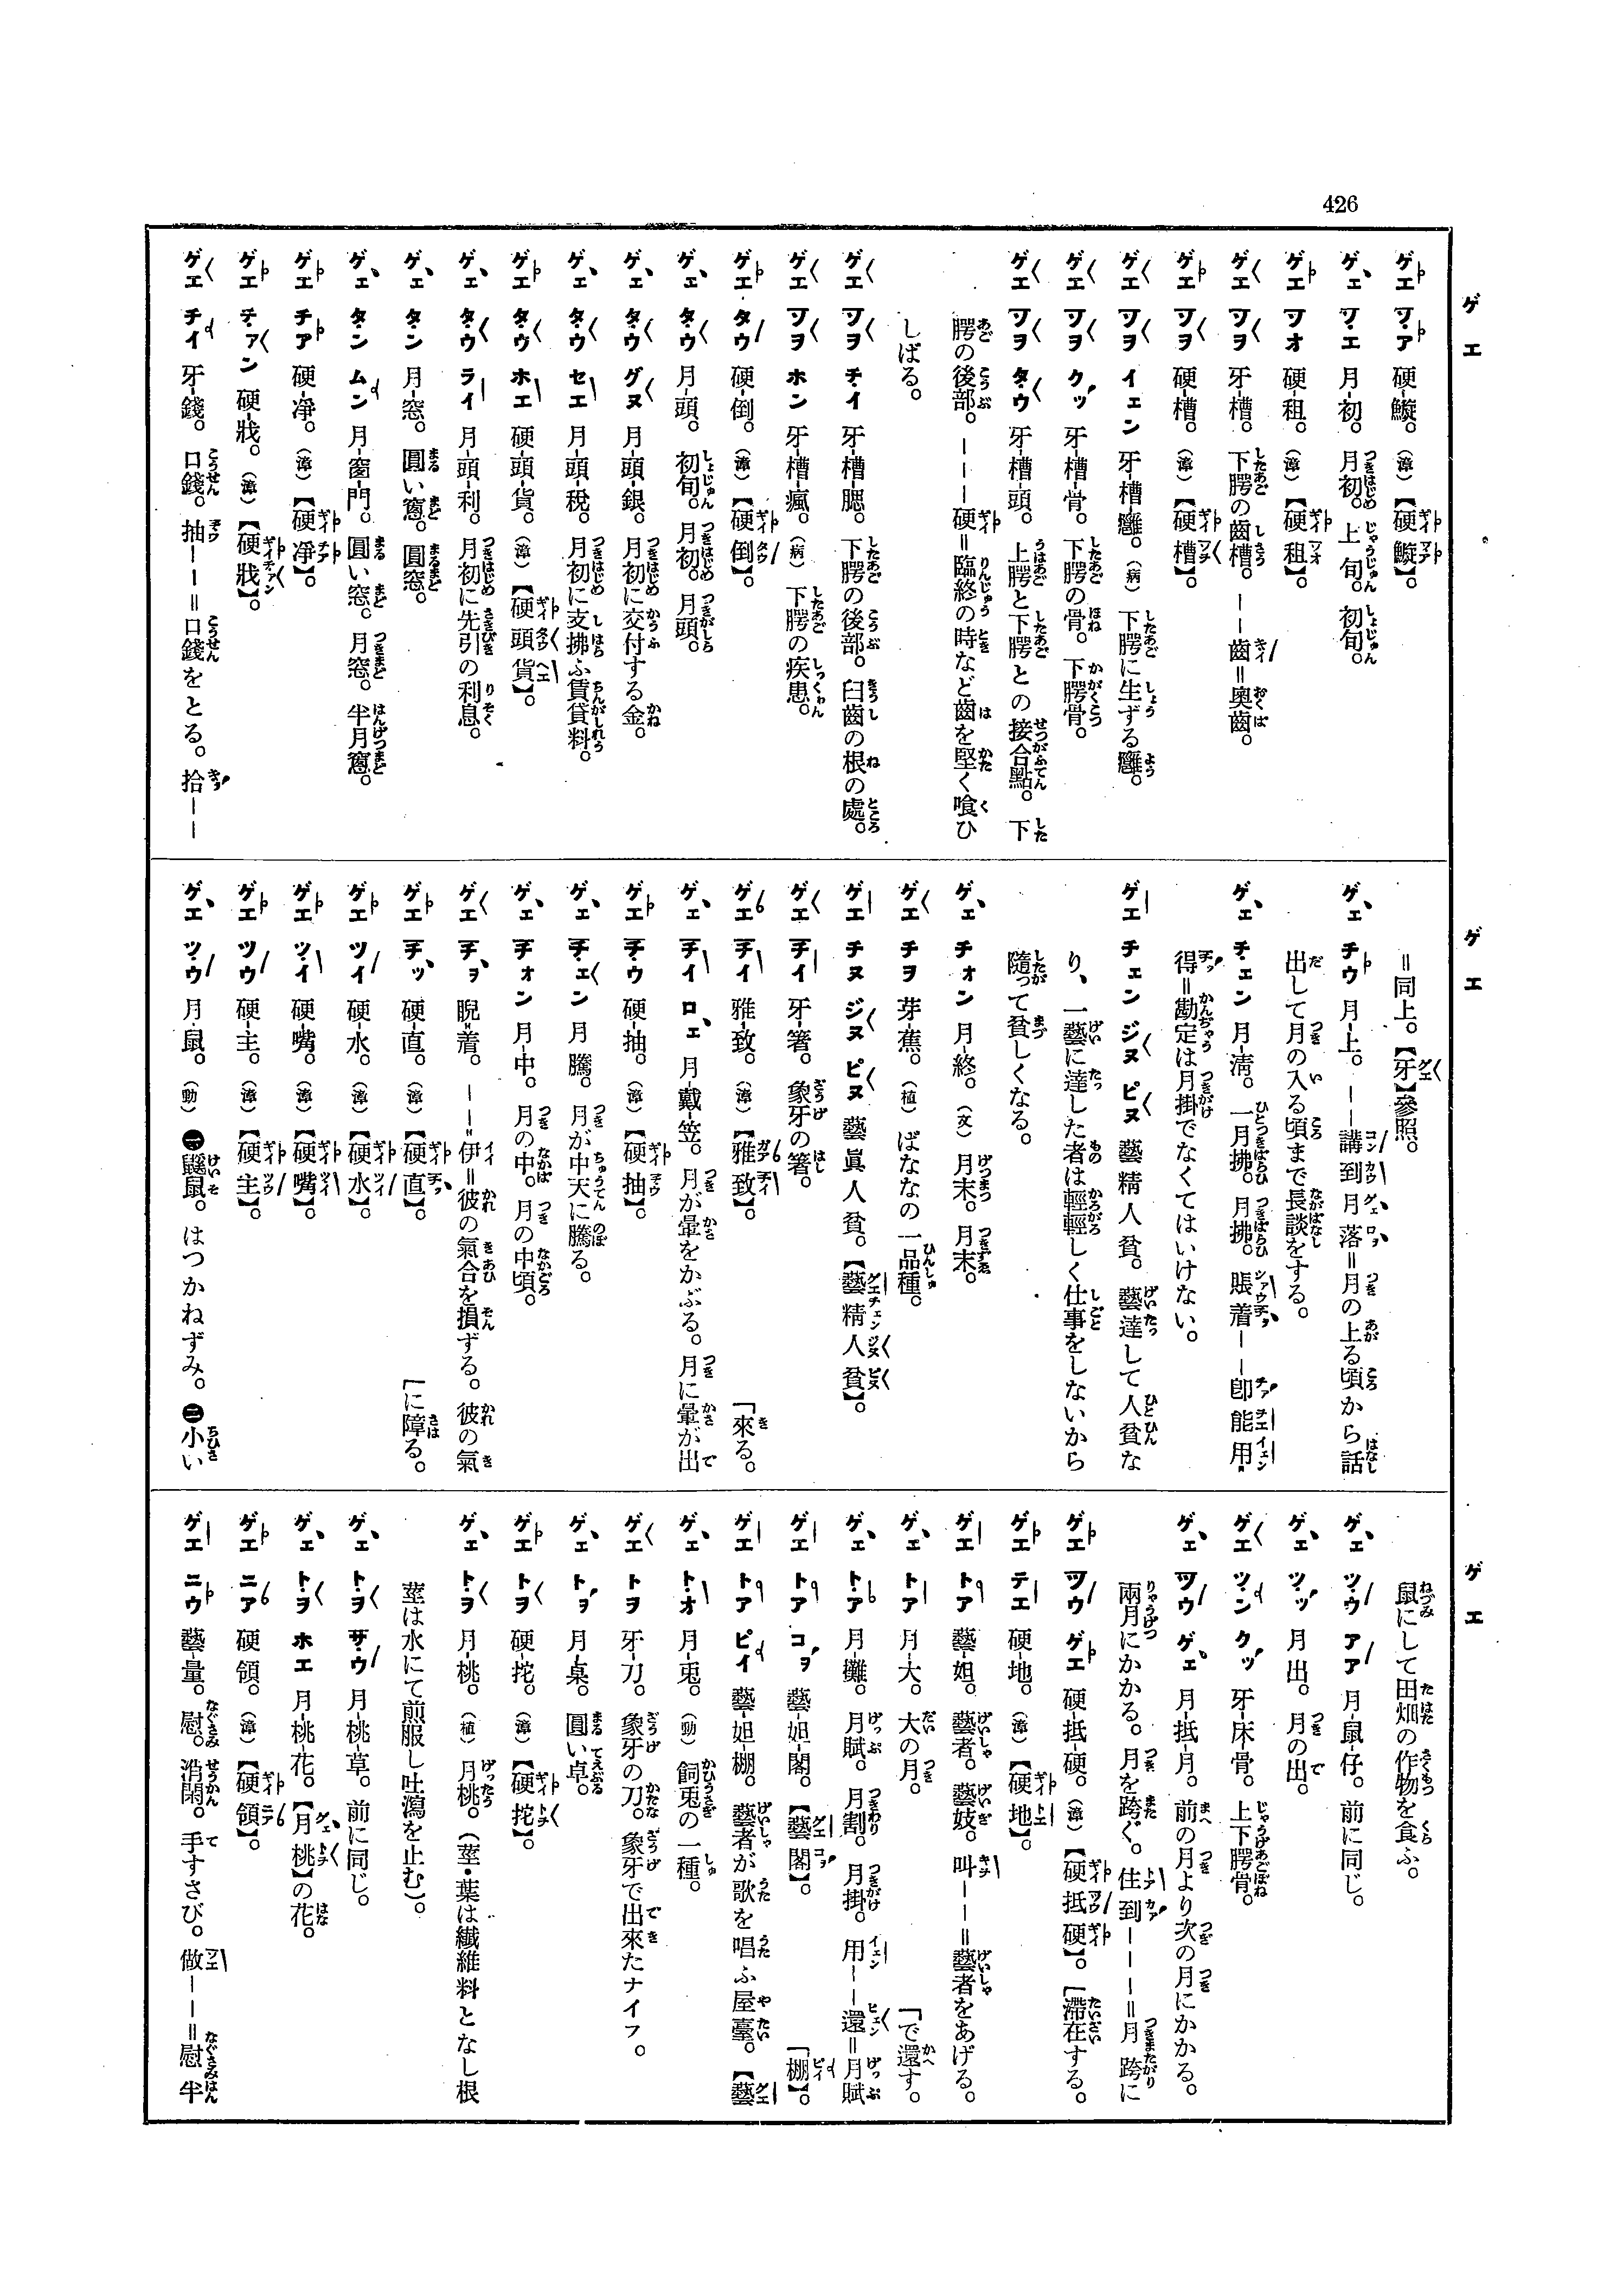 426
ゲエ
ゲエ ツア 硬-鏇。(漳)【硬鏇】。
ゲエ ツエ 月-初。月初。上旬。初旬。
ゲエ ツオ 硬-租。(漳)【硬租】。
ゲエ ツヲ 牙-槽。下腭の齒槽。――齒=奧齒。
ゲエ ツヲ 硬-槽。(漳)【硬槽】。
ゲエ ツヲ イェン 牙-槽-癰。(病)下腭に生ずる癰。
ゲエ ツヲ クッ 牙-槽-骨。下腭の骨。下腭骨。
ゲエ ツヲ タウ 牙-槽-頭。上腭と下腭との接合點。下
腭の後部。―――硬=臨終の時など齒を堅く喰ひ
しばる。
ゲエ ツヲ チイ 牙-槽-腮。下腭の後部。臼齒の根の處。
ゲエ ツヲ ホン 牙-槽-瘋。(病)下腭の疾患。
ゲエ タウ 硬-倒。(漳)【硬倒】。
ゲエ タウ 月-頭。初旬。月初。月頭。
ゲエ タウ グヌ 月-頭-銀。月初に交付する金。
ゲエ タウ セエ 月-頭-稅。月初に支拂ふ賃貸料。
ゲエ タウ ホエ 硬-頭-貨。(漳)【硬頭貨】。
ゲエ タウ ライ 月-頭-利。月初に先引の利息。
ゲエ タン 月-窓。圓い窻。圓窓。
ゲエ タン ムン 月-窗-門。圓い窓。月窓。半月窻。
ゲエ チア 硬-凈。(漳)【硬凈】。
ゲエ チアン 硬-戕。(漳)【硬戕】。
ゲエ チイ 牙-錢。口錢。抽――=口錢をとる。拾――
ゲエ
=同上。【牙】參照。
ゲエ チウ 月-上。――講到月落=月の上る頃から話
出して月の入る頃まで長談をする。
ゲエ チェン 月-淸。一月拂。月拂。賬着――卽能用
得=勘定は月掛でなくてはいけない。
ゲエ チェン ジヌ ピヌ 藝精人貧。藝達して人貧な
り、一藝に達した者は輕輕しく仕事をしないから
隨って貧しくなる。
ゲエ チォン 月-終。(文)月末。月末。
ゲエ チヲ 芽-蕉。(植)ばななの一品種。
ゲエ チヌ ジヌ ピヌ 藝眞人貧。【藝精人貧】。
ゲエ チイ 牙-箸。象牙の箸。
ゲエ チイ 雅-致。(漳)【雅致】。「來る。
ゲエ チイ ロエ 月-戴-笠。月が暈をかぶる。月に暈が出
ゲエ チウ 硬-抽。(漳)【硬抽】。
ゲエ チェン 月騰。月が中天に騰る。
ゲエ チォン 月-中。月の中。月の中頃。
ゲエ チョ 睨着。――伊=彼の氣合を損ずる。彼の氣
ゲエ チッ 硬-直。(漳)【硬直】。「に障る。
ゲエ ツイ 硬-水。(漳)【硬水】。
ゲエ ツイ 硬-嘴。(漳)【硬嘴】。
ゲエ ツウ 硬-主。(漳)【硬主】。
ゲエ ツウ 月-鼠。(動)㊀鼷鼠。はつかねずみ。㊁小い
ゲエ
鼠にして田畑の作物を食ふ。
ゲエ ツウ アア 月-鼠-仔。前に同じ。
ゲエ ツッ 月出。月の出。
ゲエ ツン クッ 牙-床-骨。上下腭骨。
ゲエ ツウ ゲエ 月-抵-月。前の月より次の月にかかる。
兩月にかかる。月を跨ぐ。住到―――=月跨に
ゲエ ツウ ゲエ 硬-抵-硬。(漳)【硬抵硬】。「滯在する。
ゲエ テエ 硬-地。(漳)【硬地】。
ゲエ トア 藝-妲。藝者。藝妓。叫――=藝者をあげる。
ゲエ トア 月-大。大の月。「で還す。
ゲエ トア 月-攤。月賦。月割。月掛。用――還=月賦
ゲエ トア コヲ 藝-妲-閣。【藝閣】。「棚】。
ゲエ トア ピイ 藝-妲-棚。藝者が歌を唱ふ屋臺。【藝
ゲエ トオ 月-兎。(動)飼兎の一種。
ゲエ トヲ 牙-刀。象牙の刀。象牙で出來たナイフ。
ゲエ トヲ 月-桌。圓い卓。
ゲエ トヲ 硬-挓。(漳)【硬挓】。
ゲエ トヲ 月-桃。(植)月桃。(莖・葉は纖維料となし根
莖は水にて煎服し吐瀉を止む)。
ゲエ トヲ ザウ 月-桃-草。前に同じ。
ゲエ トヲ ホエ 月-桃-花。【月桃】の花。
ゲエ ニア 硬領。(漳)【硬領】。
ゲエ ニウ 藝-量。慰。消閑。手すさび。做――=慰半